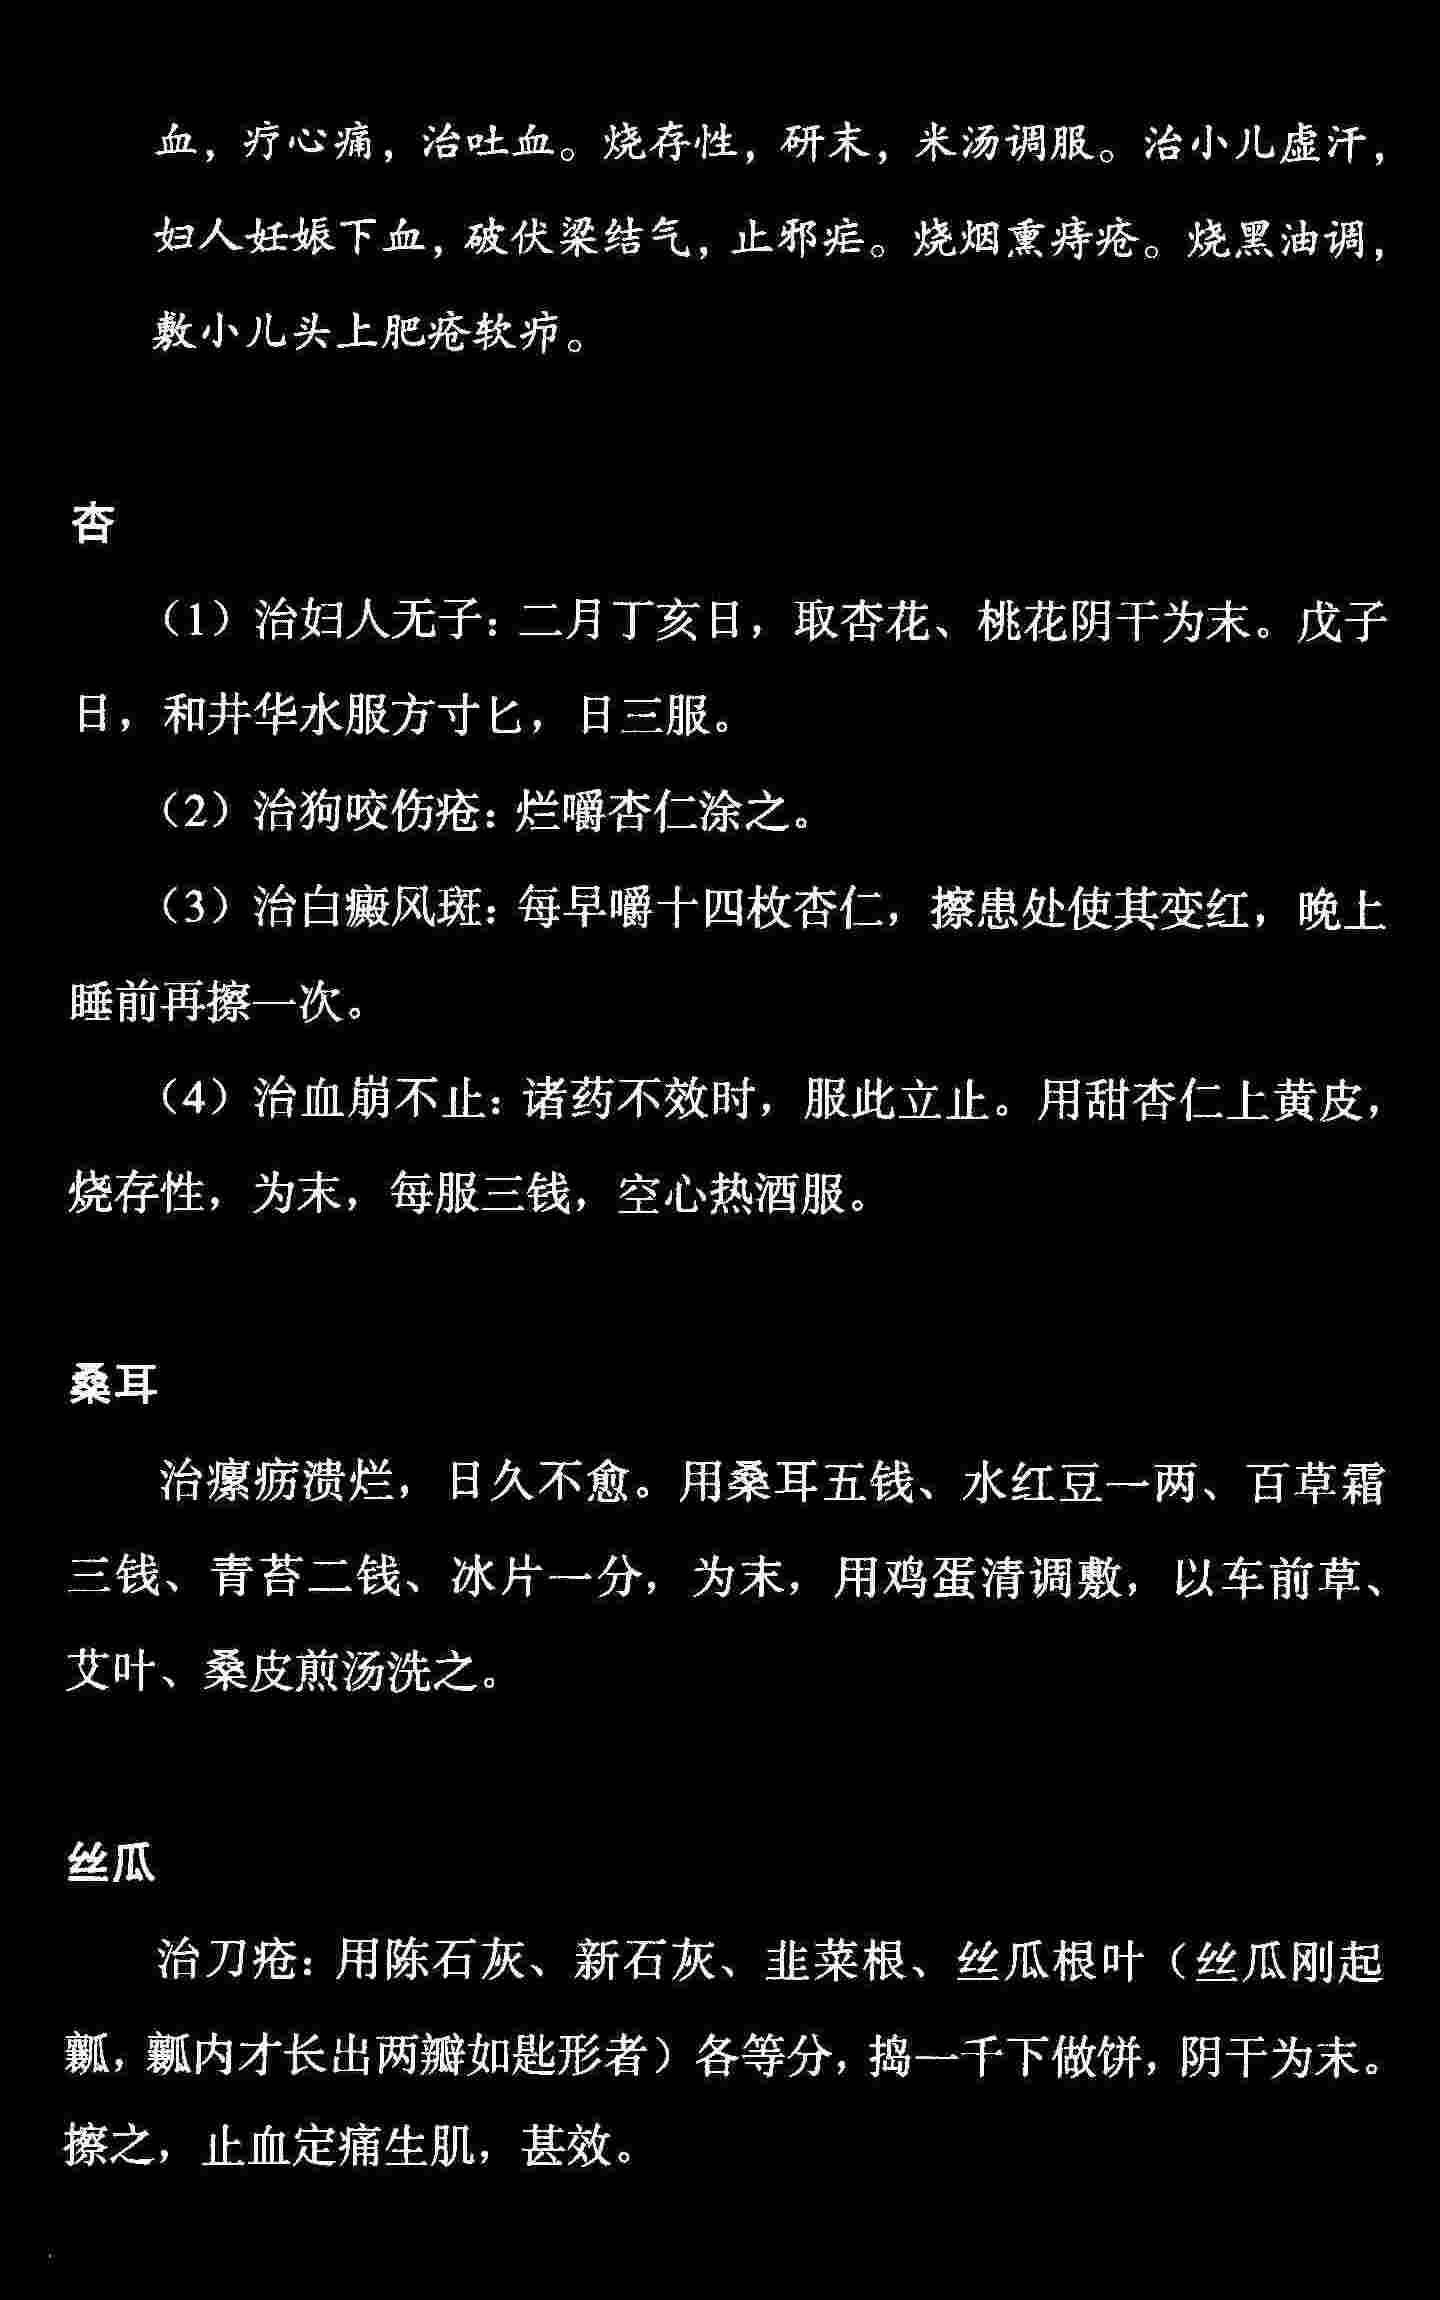 血，疗心痛，治吐血。烧存性，研末，米汤调服。治小儿虚汗，
妇人妊娠下血，破伏梁结气，止邪疟。烧烟熏痔疮。烧黑油调，
敷小儿头上肥疮软疖。
杏
（1）治妇人无子：二月丁亥日，取杏花、桃花阴干为末。戊子
日，和井华水服方寸匕，日三服。
（2）治狗咬伤疮：烂嚼杏仁涂之。
（3）治白癜风斑：每早嚼十四枚杏仁，擦患处使其变红，晚上
睡前再擦一次。
（4）治血崩不止：诸药不效时，服此立止。用甜杏仁上黄皮，
烧存性，为末，每服三钱，空心热酒服。
桑耳
治瘰疬溃烂，日久不愈。用桑耳五钱、水红豆一两、百草霜
三钱、青苔二钱、冰片一分，为末，用鸡蛋清调敷，以车前草、
艾叶、桑皮煎汤洗之。
丝瓜
治刀疮：用陈石灰、新石灰、韭菜根、丝瓜根叶（丝瓜刚起
瓤，瓤内才长出两瓣如匙形者）各等分，捣一千下做饼，阴干为末。
擦之，止血定痛生肌，甚效。